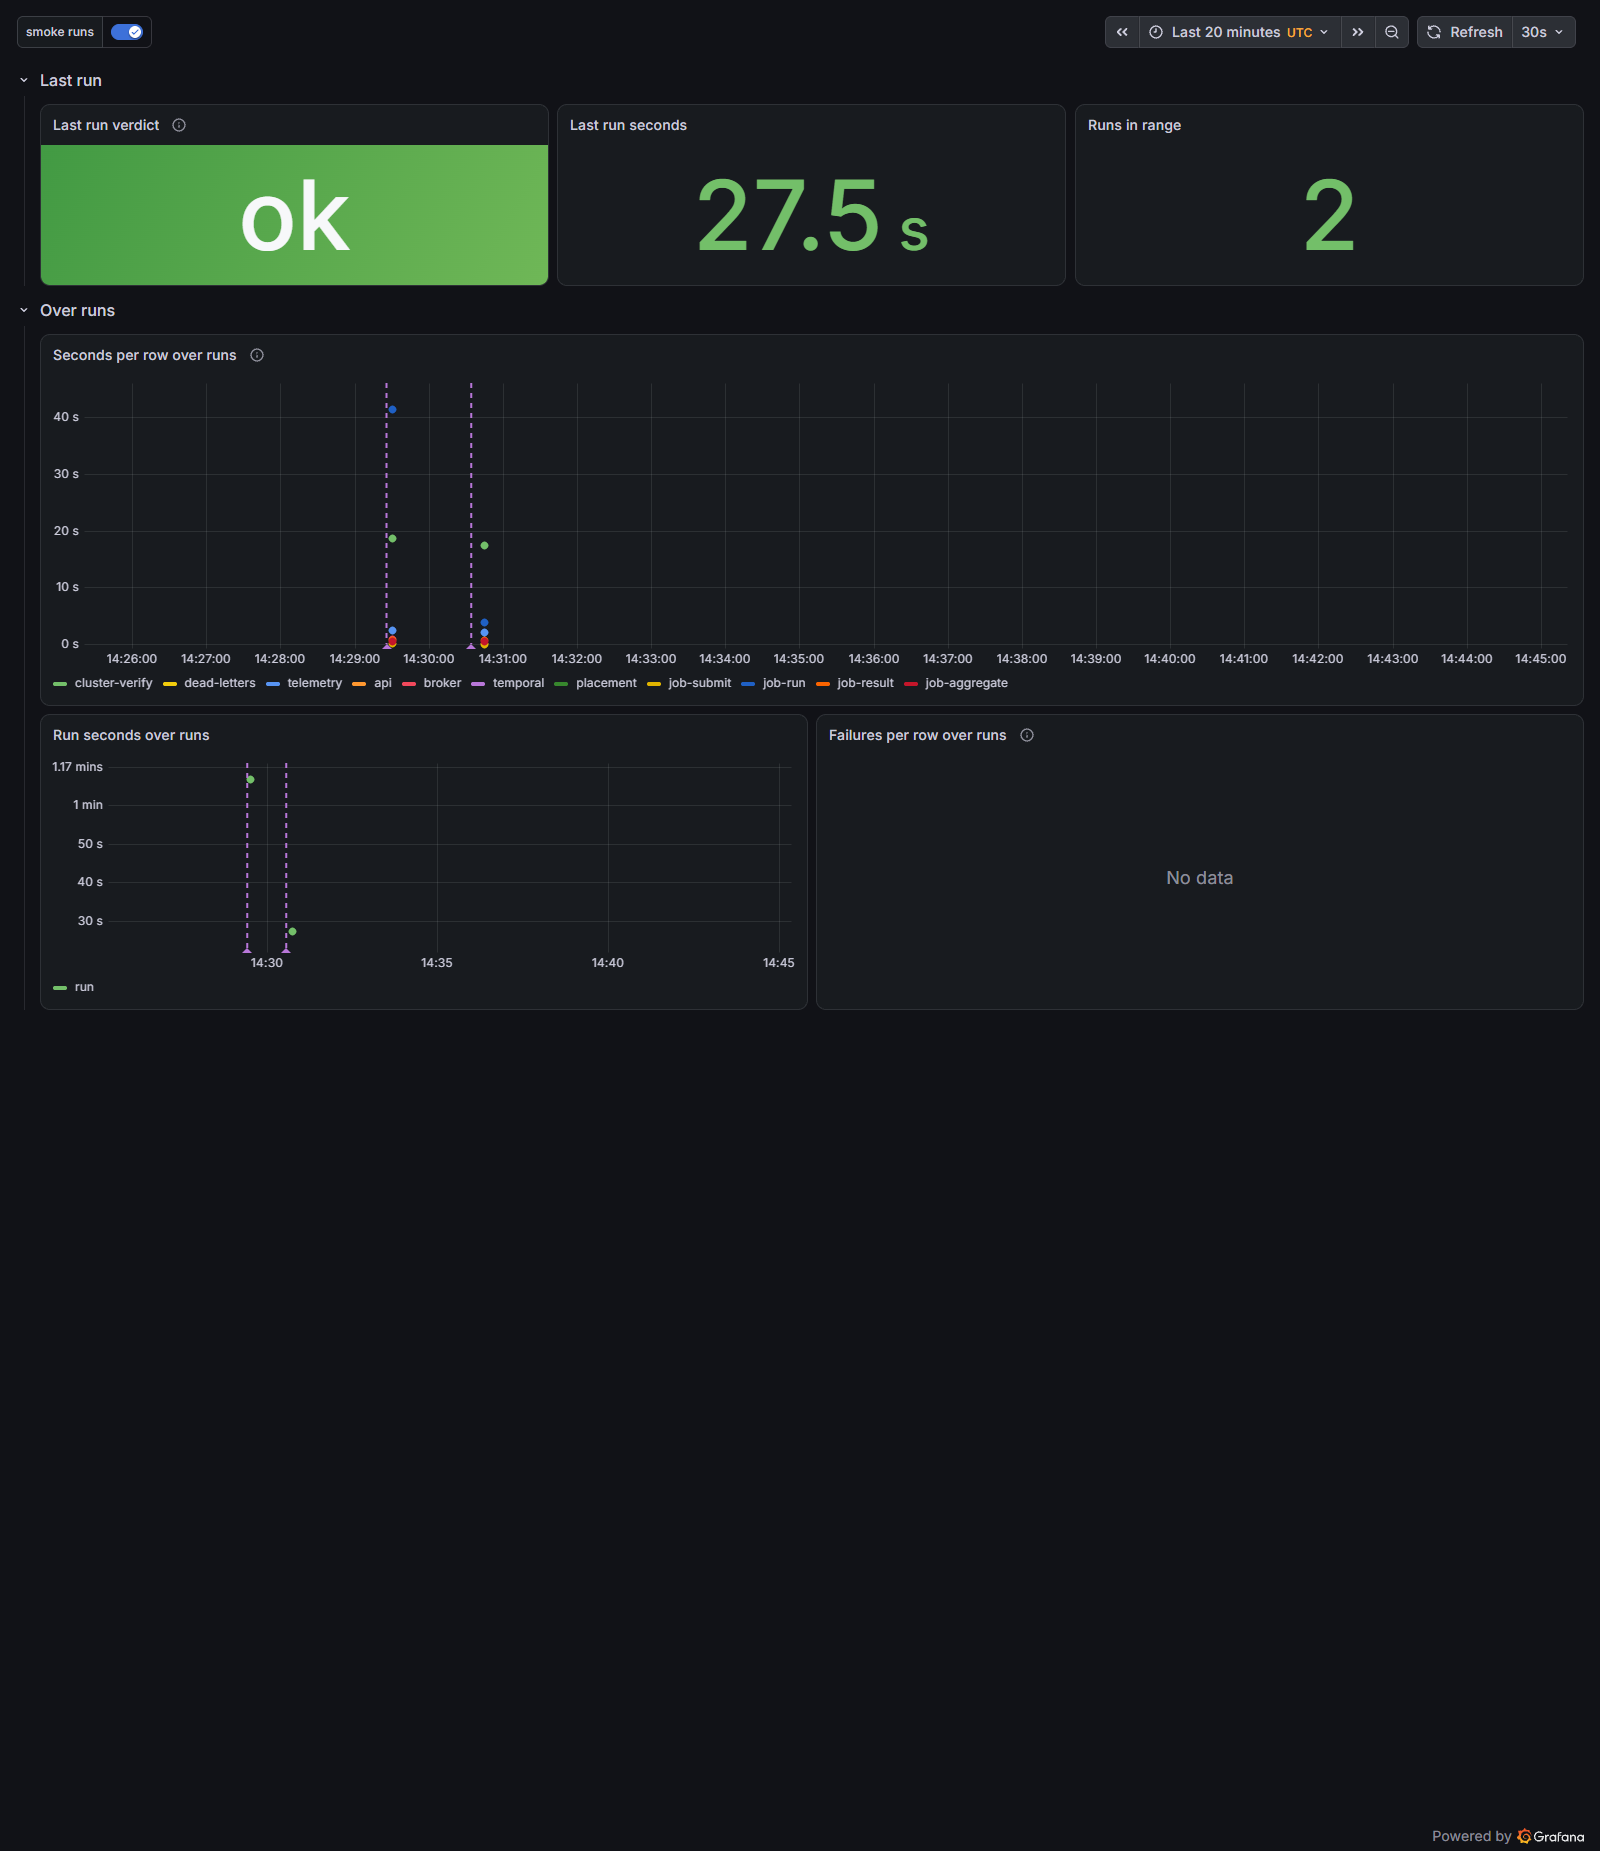 smoke runs
Last 20 minutes UTC
Refresh
30s
Last run
Last run verdict
ok
Last run seconds
27.5 s
Runs in range
2
Over runs
Seconds per row over runs
40 s
30 s
20 s
10 s
0 s
14:26:00 14:27:00 14:28:00 14:29:00 14:30:00 14:31:00 14:32:00 14:33:00 14:34:00 14:35:00 14:36:00 14:37:00 14:38:00 14:39:00 14:40:00 14:41:00 14:42:00 14:43:00 14:44:00 14:45:00
cluster-verify dead-letters telemetry api broker temporal placement job-submit job-run job-result job-aggregate
Run seconds over runs
1.17 mins
1 min
50 s
40 s
30 s
14:30 14:35 14:40 14:45
run
Failures per row over runs
No data
Powered by Grafana